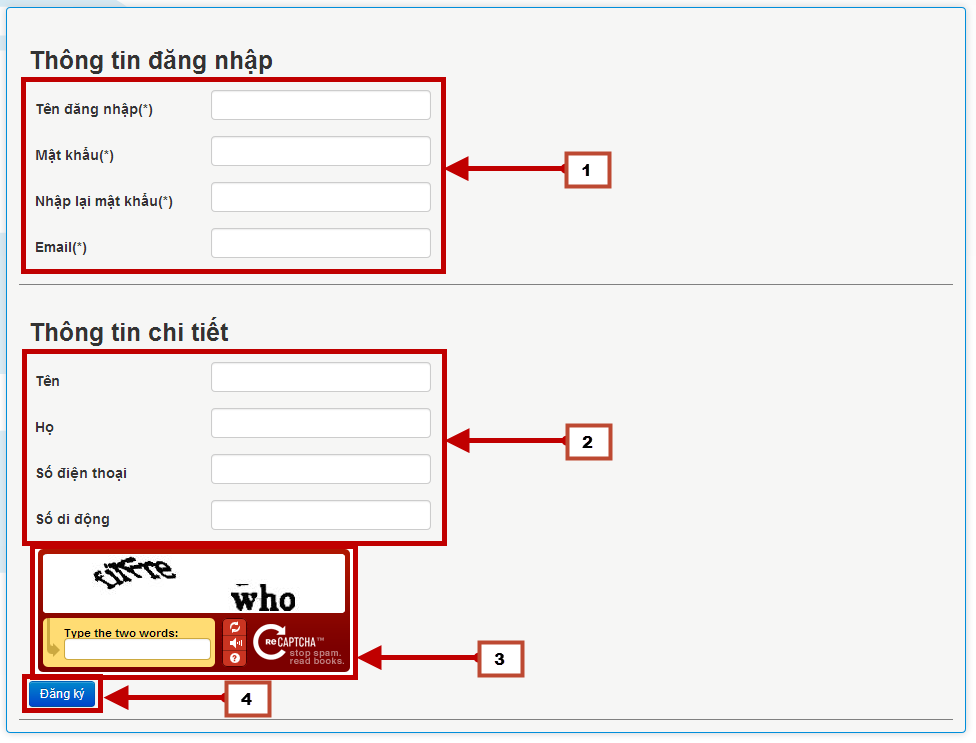 Thông tin đăng nhập
Tên đăng nhập(*)
Mật khẩu(*)
1
Nhập lại mật khẩu(*)
Email(*)
Thông tin chi tiết
Tên
Họ
2
Số điện thoại
Số di động
who
Type the two words:
reCAPTCHA™
stop spam.
read books.
3
Đăng ký
4